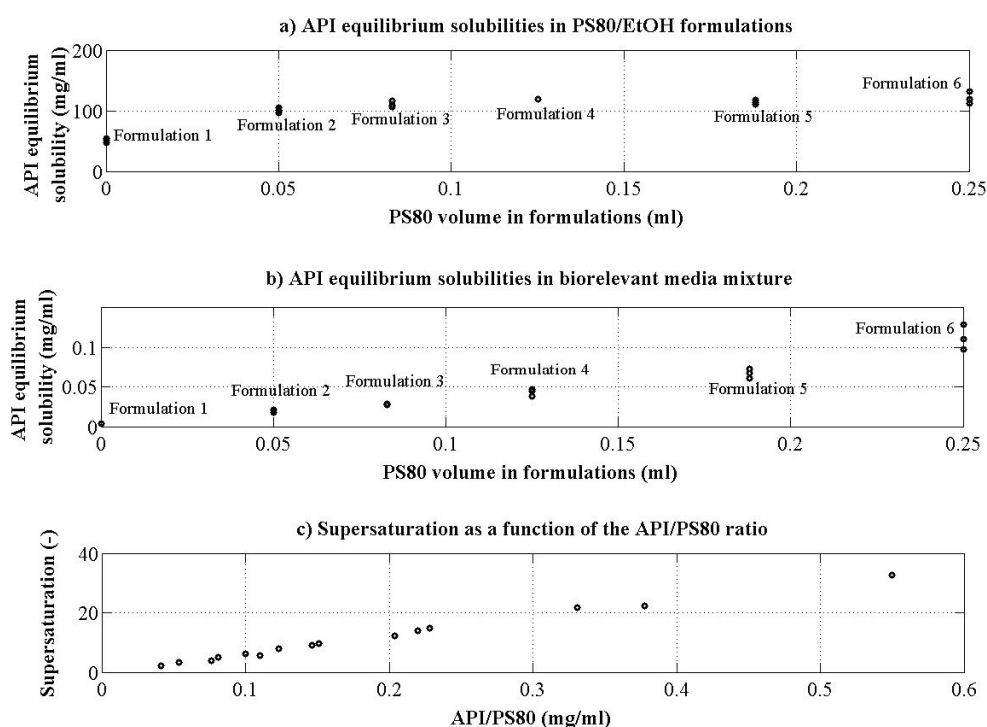 a) API equilibrium solubilities in PS80/EtOH formulations
API equilibrium
solubility (mg/ml)
200
100
0
Formulation 1
Formulation 2
Formulation 3
Formulation 4
Formulation 5
Formulation 6
0 0.05 0.1 0.15 0.2 0.25
PS80 volume in formulations (ml)
b) API equilibrium solubilities in biorelevant media mixture
API equilibrium
solubility (mg/ml)
0.1
0.05
0
Formulation 1
Formulation 2
Formulation 3
Formulation 4
Formulation 5
Formulation 6
0 0.05 0.1 0.15 0.2 0.25
PS80 volume in formulations (ml)
c) Supersaturation as a function of the API/PS80 ratio
Supersaturation (-)
40
20
0
0 0.1 0.2 0.3 0.4 0.5 0.6
API/PS80 (mg/ml)